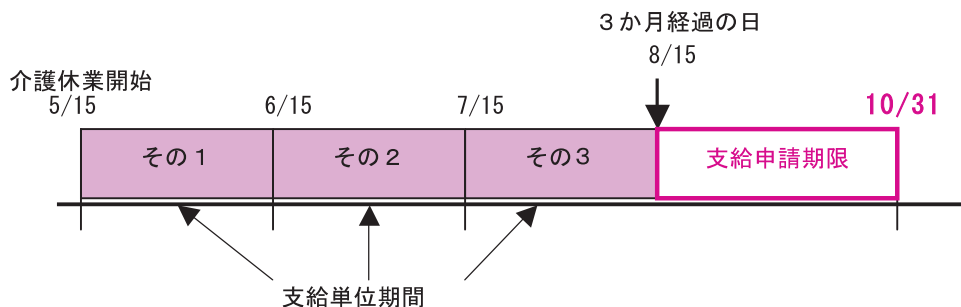 3か月経過の日
8/15
介護休業開始
5/15 6/15 7/15 10/31
その1 その2 その3 支給申請期限
支給単位期間